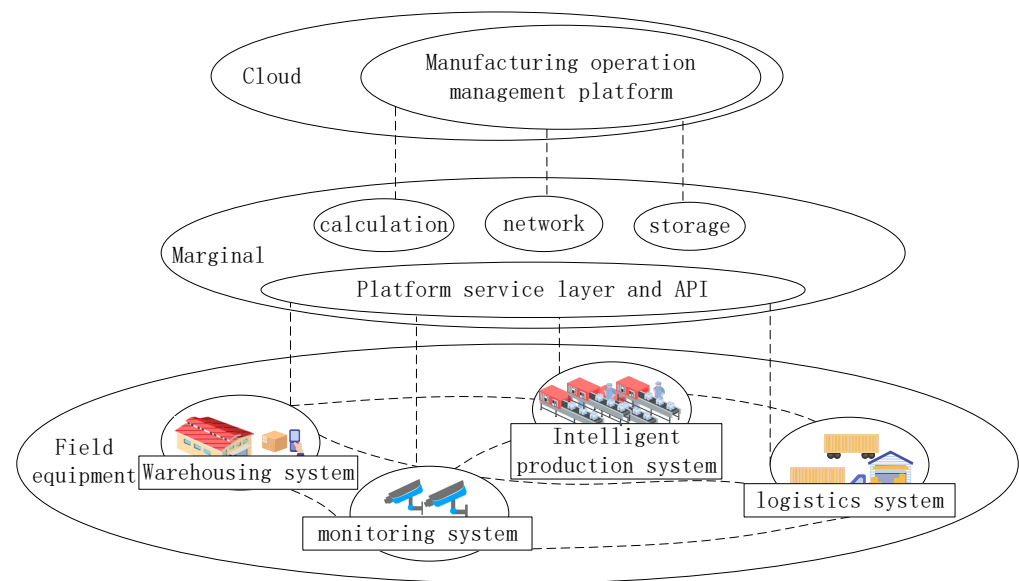 Cloud
Manufacturing operation
management platform
calculation
network
storage
Marginal
Platform service layer and API
Field
equipment
Warehousing system
Intelligent
production system
logistics system
monitoring system